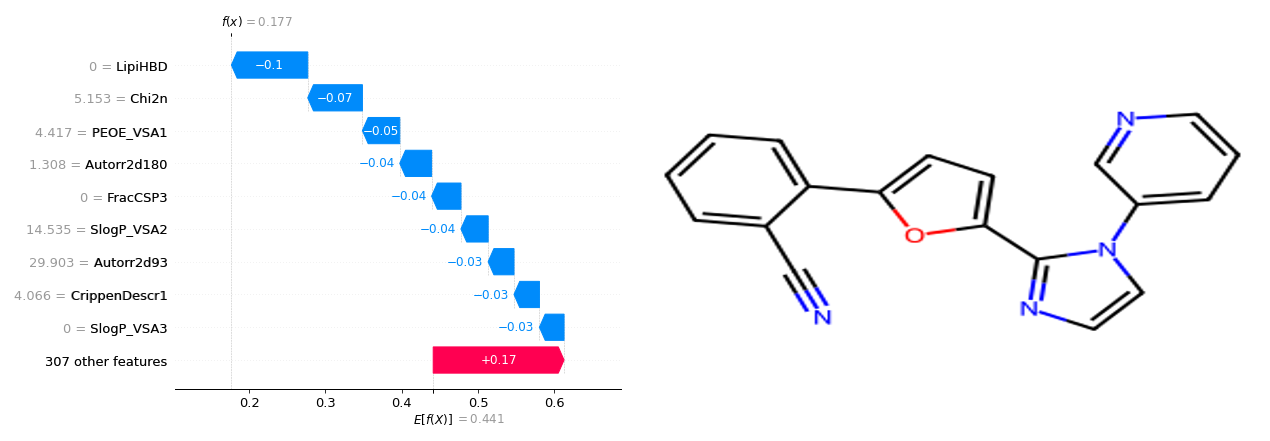 f(x) = 0.177
0 = LipiHBD
−0.1
5.153 = Chi2n
−0.07
4.417 = PEOE_VSA1
−0.05
1.308 = Autorr2d180
−0.04
0 = FracCSP3
−0.04
14.535 = SlogP_VSA2
−0.04
29.903 = Autorr2d93
−0.03
4.066 = CrippenDescr1
−0.03
0 = SlogP_VSA3
−0.03
307 other features
+0.17
0.2 0.3 0.4 0.5 0.6
E[f(X)] = 0.441
N
O
N
N
N